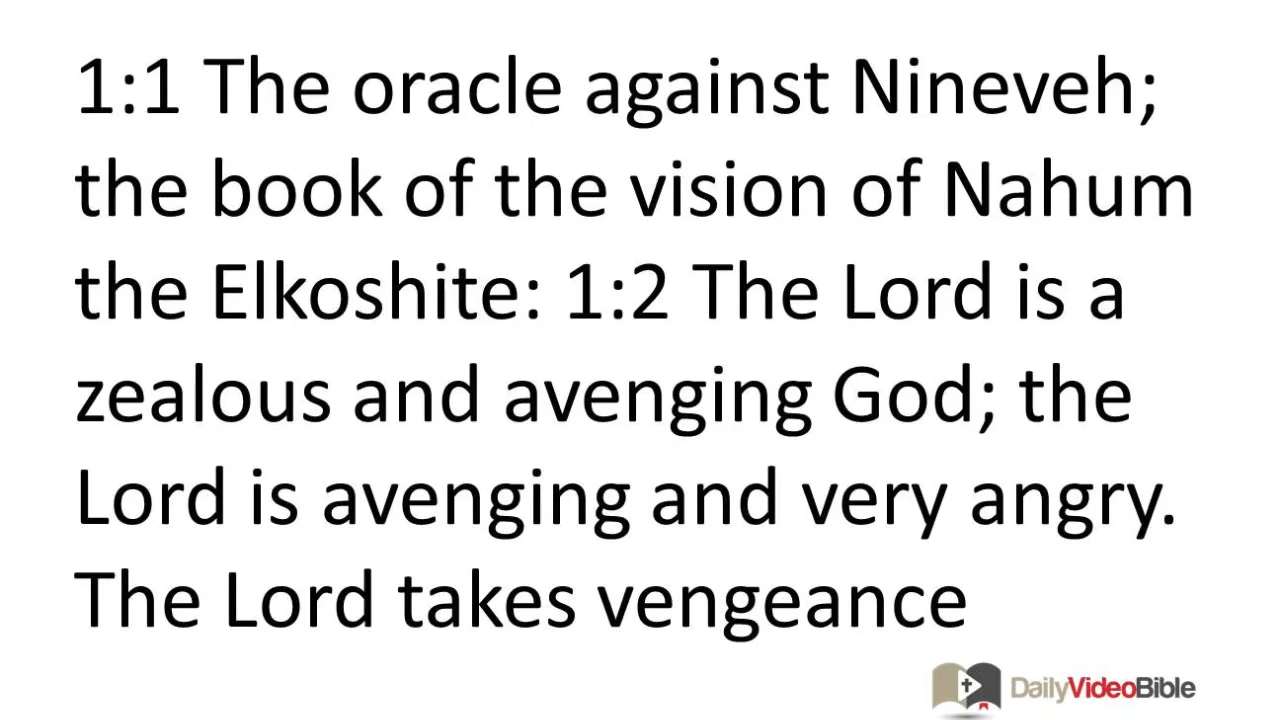 1:1 The oracle against Nineveh;
the book of the vision of Nahum
the Elkoshite: 1:2 The Lord is a
zealous and avenging God; the
Lord is avenging and very angry.
The Lord takes vengeance
DailyVideoBible